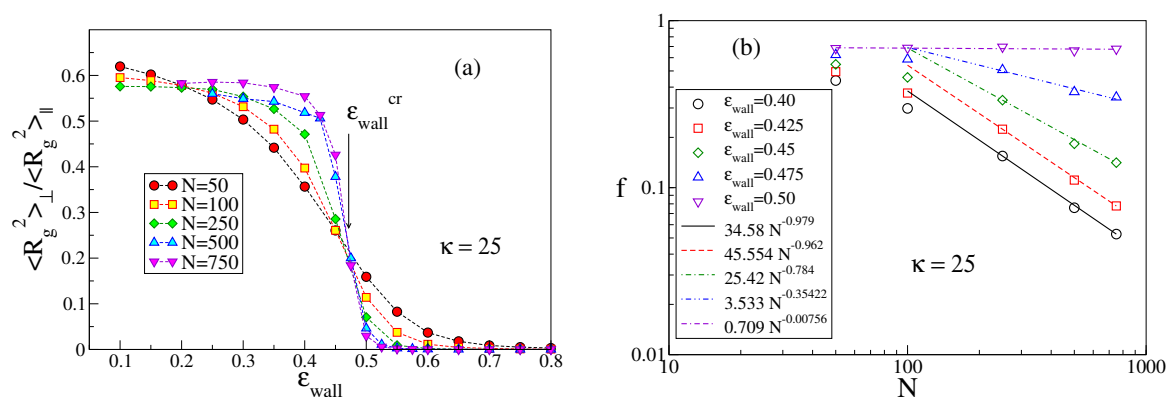 (a)
<R_g^2>_⊥/<R_g^2>_∥
0.6
0.5
0.4
0.3
0.2
0.1
0
ε_wall^cr
N=50
N=100
N=250
N=500
N=750
κ = 25
0.1 0.2 0.3 0.4 0.5 0.6 0.7 0.8
ε_wall
(b)
f
1
0.1
0.01
ε_wall=0.40
ε_wall=0.425
ε_wall=0.45
ε_wall=0.475
ε_wall=0.50
34.58 N^-0.979
45.554 N^-0.962
25.42 N^-0.784
3.533 N^-0.35422
0.709 N^-0.00756
κ = 25
10 100 1000
N